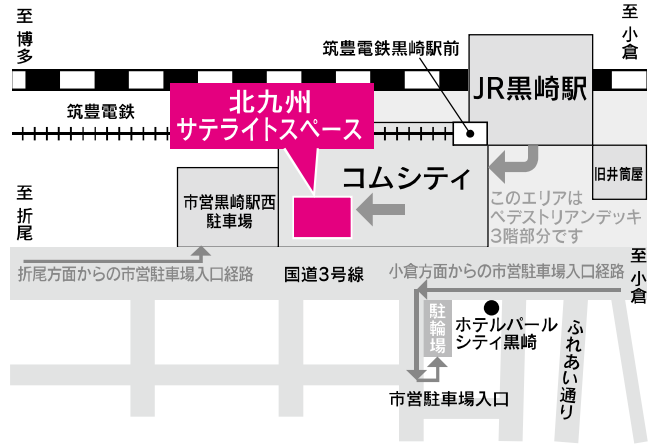 至 博多
至 小倉
筑豊電鉄黒崎駅前
JR黒崎駅
北九州
サテライトスペース
筑豊電鉄
コムシティ
旧井筒屋
至 折尾
市営黒崎駅西
駐車場
このエリアは
ペデストリアンデッキ
3階部分です
至 小倉
折尾方面からの市営駐車場入口経路
国道3号線
小倉方面からの市営駐車場入口経路
駐輪場
ホテルパール
シティ黒崎
ふれあい通り
市営駐車場入口